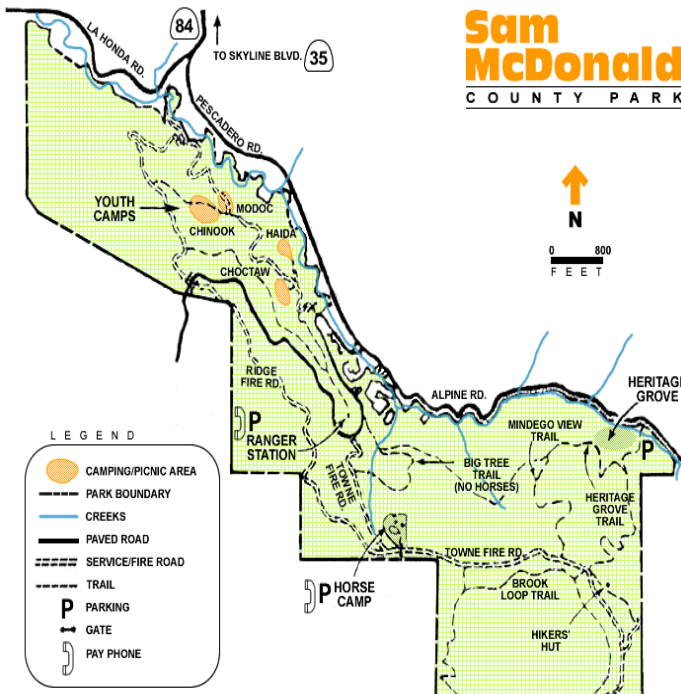 Sam
McDonald
COUNTY PARK
LA HONDA RD.
84
TO SKYLINE BLVD.
35
PESCADERO RD.
N
0 800
FEET
YOUTH
CAMPS
MODOC
CHINOOK
HAIDA
CHOCTAW
RIDGE
FIRE RD.
ALPINE RD.
HERITAGE
GROVE
P
MINDEGO VIEW
TRAIL
P
RANGER
STATION
BIG TREE
TRAIL
(NO HORSES)
HERITAGE
GROVE
TRAIL
TOWNE
FIRE RD.
TOWNE FIRE RD.
P
HORSE
CAMP
BROOK
LOOP TRAIL
HIKERS'
HUT
LEGEND
CAMPING/PICNIC AREA
PARK BOUNDARY
CREEKS
PAVED ROAD
SERVICE/FIRE ROAD
TRAIL
P PARKING
GATE
PAY PHONE